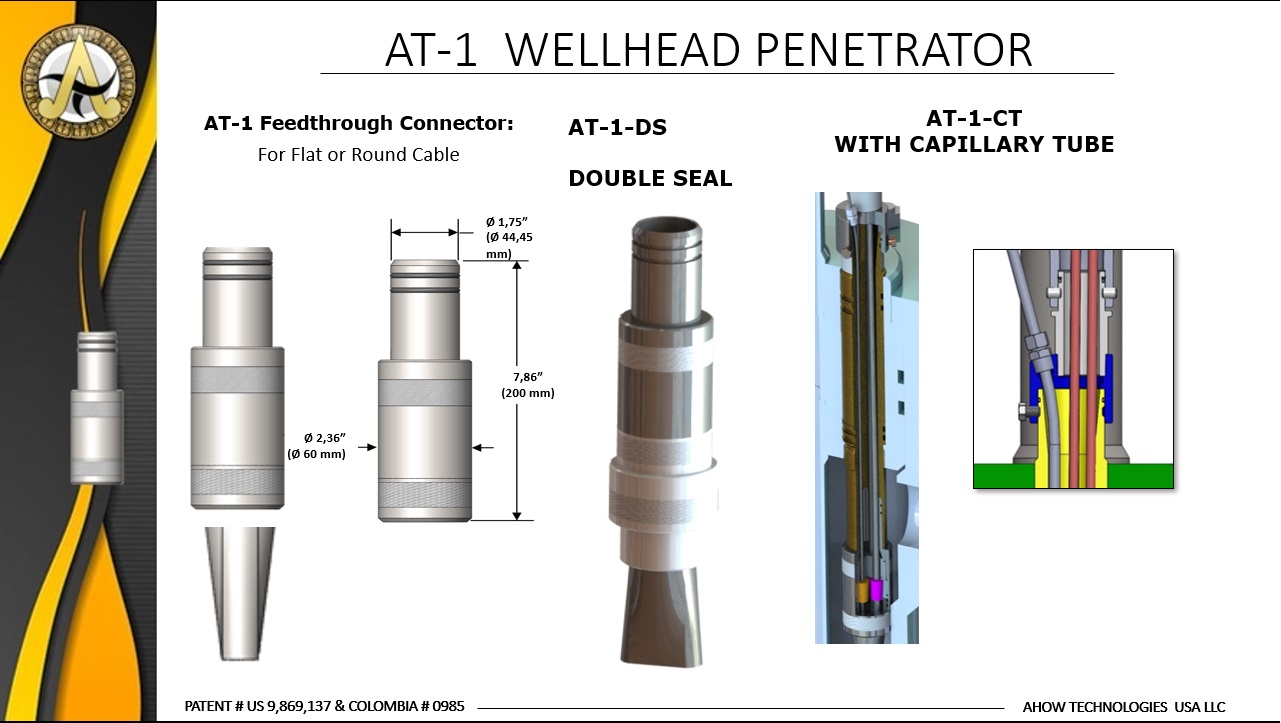 AT-1 WELLHEAD PENETRATOR
AT-1 Feedthrough Connector:
For Flat or Round Cable
AT-1-DS
DOUBLE SEAL
AT-1-CT
WITH CAPILLARY TUBE
Ø 1,75”
(Ø 44,45
mm)
7,86”
(200 mm)
Ø 2,36”
(Ø 60 mm)
PATENT # US 9,869,137 & COLOMBIA # 0985
AHOW TECHNOLOGIES USA LLC